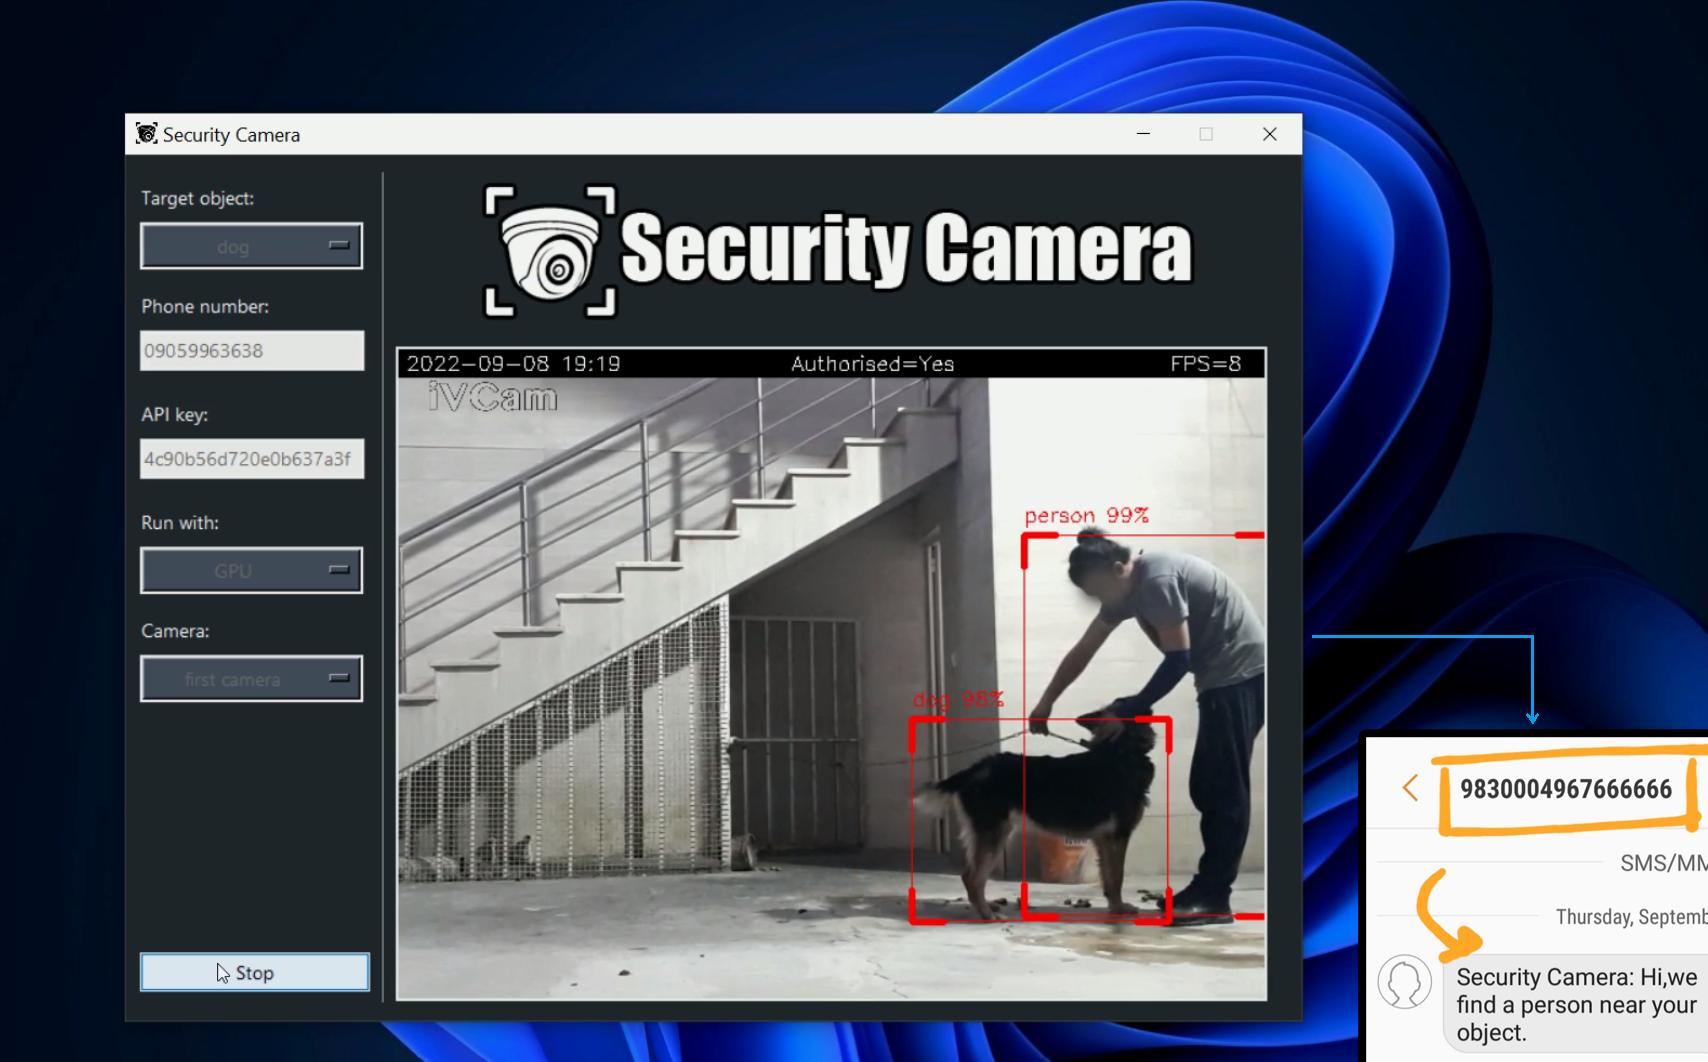 Security Camera
Target object:
dog
Phone number:
09059963638
API key:
4c90b56d720e0b637a3f
Run with:
GPU
Camera:
first camera
Stop
Security Camera
2022-09-08 19:19 Authorised=Yes FPS=8
iVCam
person 99%
dog 98%
9830004967666666
SMS/MM
Thursday, Septemb
Security Camera: Hi,we
find a person near your
object.